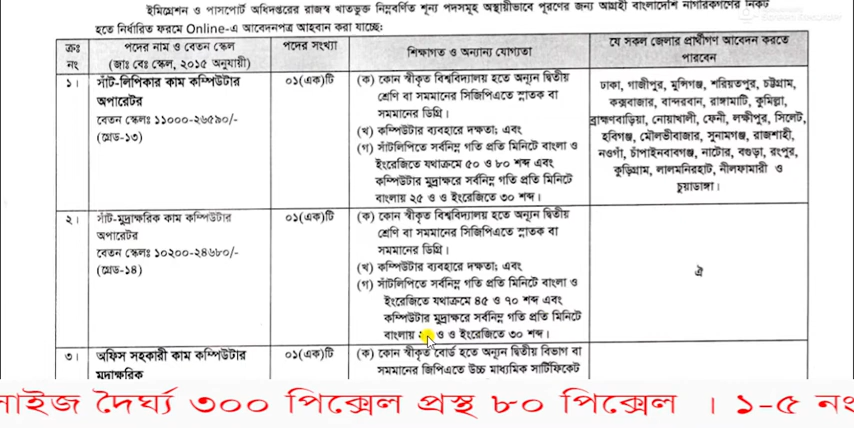 ইমিগ্রেশন ও পাসপোর্ট অধিদপ্তরের রাজস্ব খাতভুক্ত নিম্নবর্ণিত শূন্য পদসমূহ অস্থায়ীভাবে পূরণের জন্য আগ্রহী বাংলাদেশি নাগরিকগণের নিকট
হতে নির্ধারিত ফরমে Online-এ আবেদনপত্র আহবান করা যাচ্ছে:
ক্রঃ নং
পদের নাম ও বেতন স্কেল
(জাঃ বেঃ স্কেল, ২০১৫ অনুযায়ী)
পদের সংখ্যা
শিক্ষাগত ও অন্যান্য যোগ্যতা
যে সকল জেলার প্রার্থীগণ আবেদন করতে
পারবেন
১।
সাঁট-লিপিকার কাম কম্পিউটার
অপারেটর
বেতন স্কেলঃ ১১০০০-২৬৫৯০/-
(গ্রেড-১৩)
০১(এক)টি
(ক) কোন স্বীকৃত বিশ্ববিদ্যালয় হতে অন্যূন দ্বিতীয়
শ্রেণি বা সমমানের সিজিপিএতে স্নাতক বা
সমমানের ডিগ্রি।
(খ) কম্পিউটার ব্যবহারে দক্ষতা; এবং
(গ) সাঁটলিপিতে সর্বনিম্ন গতি প্রতি মিনিটে বাংলা ও
ইংরেজিতে যথাক্রমে ৫০ ও ৮০ শব্দ এবং
কম্পিউটার মুদ্রাক্ষরে সর্বনিম্ন গতি প্রতি মিনিটে
বাংলায় ২৫ ও ও ইংরেজিতে ৩০ শব্দ।
ঢাকা, গাজীপুর, মুন্সিগঞ্জ, শরিয়তপুর, চট্টগ্রাম,
কক্সবাজার, বান্দরবান, রাঙ্গামাটি, কুমিল্লা,
ব্রাহ্মণবাড়িয়া, নোয়াখালী, ফেনী, লক্ষীপুর, সিলেট,
হবিগঞ্জ, মৌলভীবাজার, সুনামগঞ্জ, রাজশাহী,
নওগাঁ, চাঁপাইনবাবগঞ্জ, নাটোর, বগুড়া, রংপুর,
কুড়িগ্রাম, লালমনিরহাট, নীলফামারী ও
চুয়াডাঙ্গা।
২।
সাঁট-মুদ্রাক্ষরিক কাম কম্পিউটার
অপারেটর
বেতন স্কেলঃ ১০২০০-২৪৬৮০/-
(গ্রেড-১৪)
০১(এক)টি
(ক) কোন স্বীকৃত বিশ্ববিদ্যালয় হতে অন্যূন দ্বিতীয়
শ্রেণি বা সমমানের সিজিপিএতে স্নাতক বা
সমমানের ডিগ্রি।
(খ) কম্পিউটার ব্যবহারে দক্ষতা; এবং
(গ) সাঁটলিপিতে সর্বনিম্ন গতি প্রতি মিনিটে বাংলা ও
ইংরেজিতে যথাক্রমে ৪৫ ও ৭০ শব্দ এবং
কম্পিউটার মুদ্রাক্ষরে সর্বনিম্ন গতি প্রতি মিনিটে
বাংলায় ও ও ইংরেজিতে ৩০ শব্দ।
ঐ
৩।
অফিস সহকারী কাম কম্পিউটার
মুদ্রাক্ষরিক
০১(এক)টি
(ক) কোন স্বীকৃত বোর্ড হতে অন্যূন দ্বিতীয় বিভাগ বা
সমমানের জিপিএতে উচ্চ মাধ্যমিক সার্টিফিকেট
সাইজ দৈর্ঘ্য ৩০০ পিক্সেল প্রস্থ ৮০ পিক্সেল । ১-৫ নং